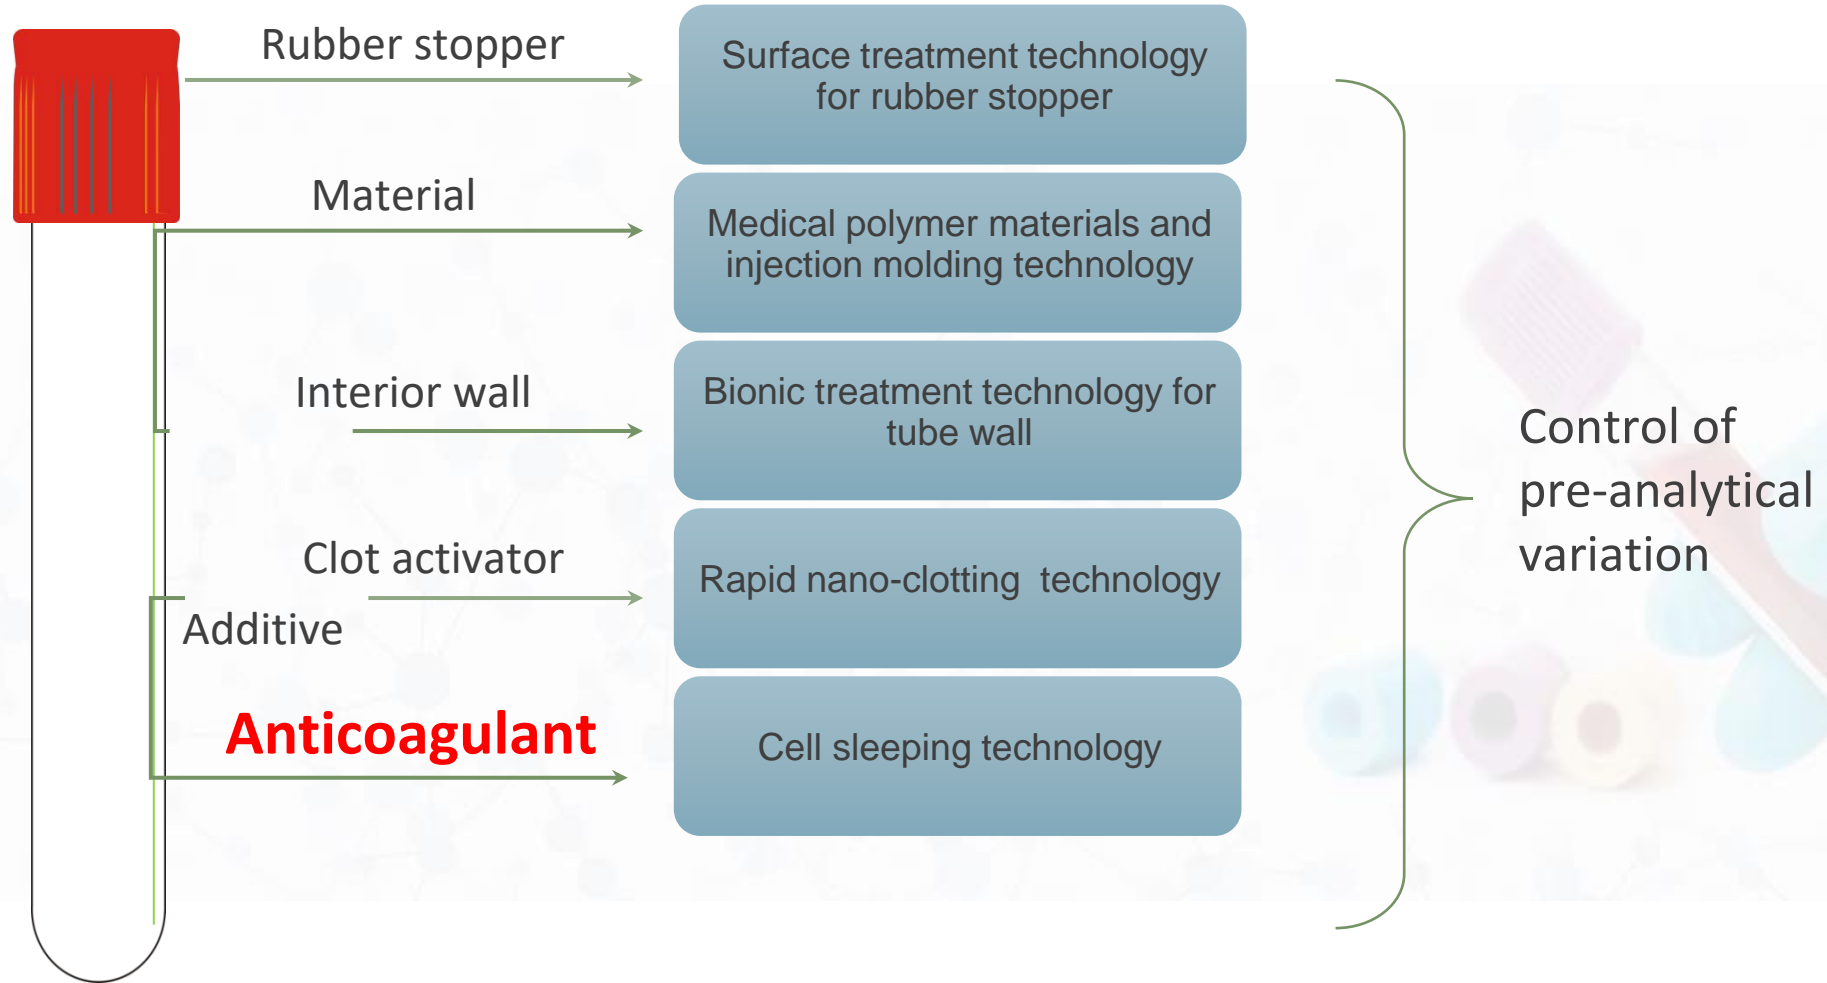 Rubber stopper
Surface treatment technology
for rubber stopper
Material
Medical polymer materials and
injection molding technology
Interior wall
Bionic treatment technology for
tube wall
Clot activator
Additive
Rapid nano-clotting  technology
Anticoagulant
Cell sleeping technology
Control of
pre-analytical
variation